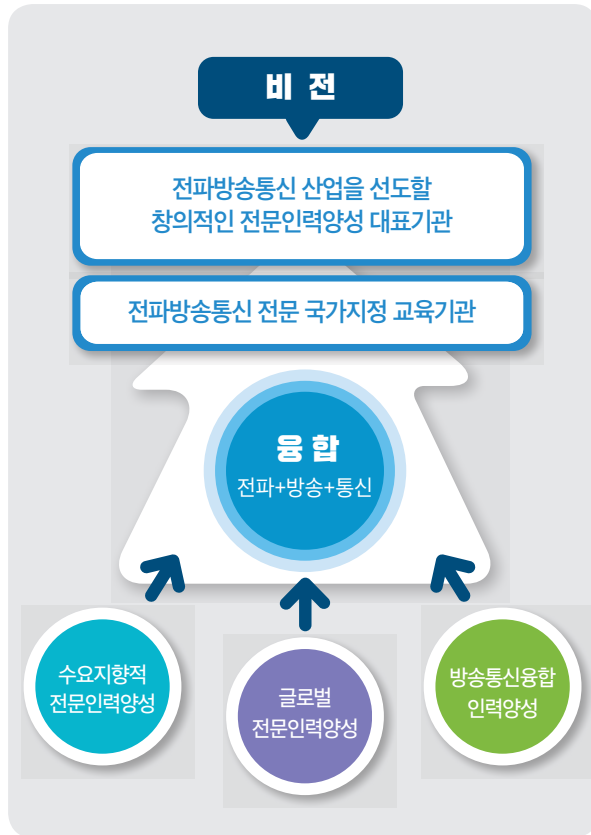 비 전
전파방송통신 산업을 선도할
창의적인 전문인력양성 대표기관
전파방송통신 전문 국가지정 교육기관
융 합
전파+방송+통신
수요지향적
전문인력양성
글로벌
전문인력양성
방송통신융합
인력양성